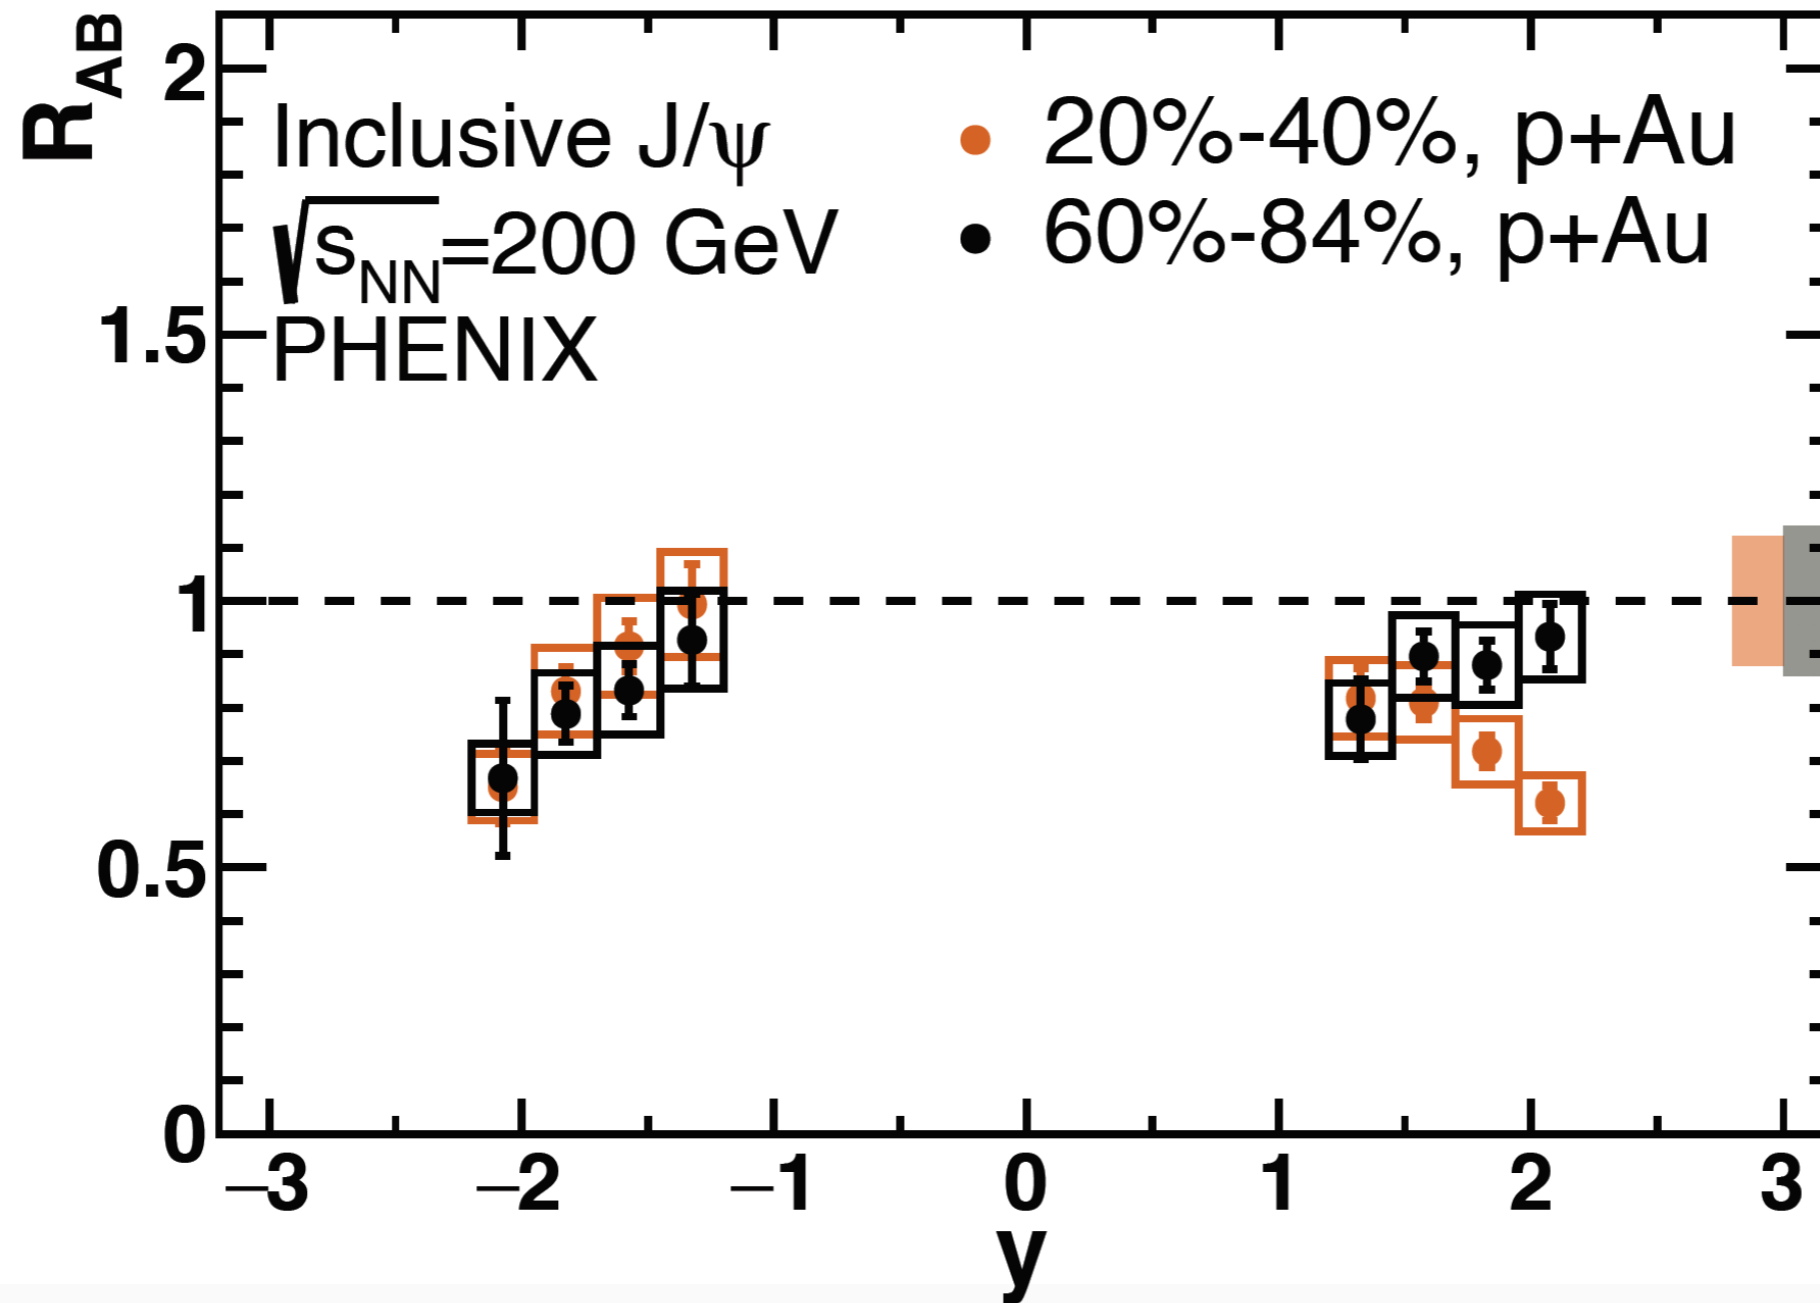 R_AB
2
1.5
1
0.5
0
Inclusive J/ψ
√s_NN=200 GeV
PHENIX
20%-40%, p+Au
60%-84%, p+Au
−3 −2 −1 0 1 2 3
y